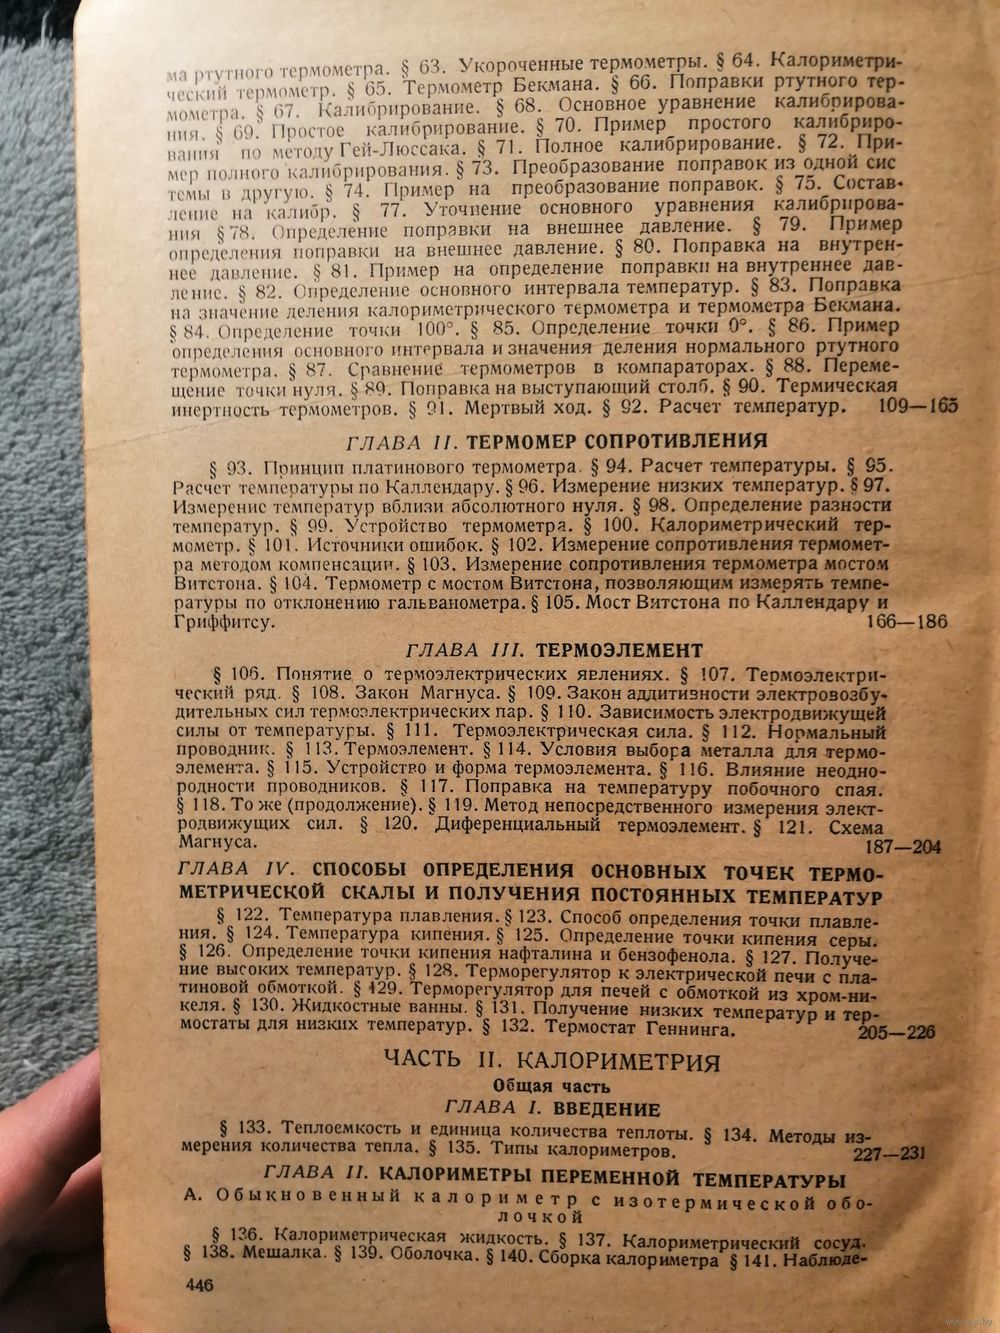 ма ртутного термометра. § 63. Укороченные термометры. § 64. Калориметри-
ческий термометр. § 65. Термометр Бекмана. § 66. Поправки ртутного тер-
мометра. § 67. Калибрирование. § 68. Основное уравнение калибрирова-
ния. § 69. Простое калибрирование. § 70. Пример простого калибриро-
вания по методу Гей-Люссака. § 71. Полное калибрирование. § 72. При-
мер полного калибрирования. § 73. Преобразование поправок из одной сис
темы в другую. § 74. Пример на преобразование поправок. § 75. Состав-
ление на калибр. § 77. Уточнение основного уравнения калибрирова-
ния § 78. Определение поправки на внешнее давление. § 79. Пример
определения поправки на внешнее давление. § 80. Поправка на внутрен-
нее давление. § 81. Пример на определение поправки на внутреннее дав-
ление. § 82. Определение основного интервала температур. § 83. Поправка
на значение деления калориметрического термометра и термометра Бекмана.
§ 84. Определение точки 100°. § 85. Определение точки 0°. § 86. Пример
определения основного интервала и значения деления нормального ртутного
термометра. § 87. Сравнение термометров в компараторах. § 88. Переме-
щение точки нуля. § 89. Поправка на выступающий столб. § 90. Термическая
инертность термометров. § 91. Мертвый ход. § 92. Расчет температур. 109—165
ГЛАВА II. ТЕРМОМЕР СОПРОТИВЛЕНИЯ
§ 93. Принцип платинового термометра. § 94. Расчет температуры. § 95.
Расчет температуры по Каллендару. § 96. Измерение низких температур. § 97.
Измерение температур вблизи абсолютного нуля. § 98. Определение разности
температур. § 99. Устройство термометра. § 100. Калориметрический тер-
мометр. § 101. Источники ошибок. § 102. Измерение сопротивления термомет-
ра методом компенсации. § 103. Измерение сопротивления термометра мостом
Витстона. § 104. Термометр с мостом Витстона, позволяющим измерять темпе-
ратуры по отклонению гальванометра. § 105. Мост Витстона по Каллендару и
Гриффитсу. 166—186
ГЛАВА III. ТЕРМОЭЛЕМЕНТ
§ 106. Понятие о термоэлектрических явлениях. § 107. Термоэлектри-
ческий ряд. § 108. Закон Магнуса. § 109. Закон аддитивности электровозбу-
дительных сил термоэлектрических пар. § 110. Зависимость электродвижущей
силы от температуры. § 111. Термоэлектрическая сила. § 112. Нормальный
проводник. § 113. Термоэлемент. § 114. Условия выбора металла для термо-
элемента. § 115. Устройство и форма термоэлемента. § 116. Влияние неодно-
родности проводников. § 117. Поправка на температуру побочного спая.
§ 118. То же (продолжение). § 119. Метод непосредственного измерения элект-
родвижущих сил. § 120. Диференциальный термоэлемент. § 121. Схема
Магнуса. 187—204
ГЛАВА IV. СПОСОБЫ ОПРЕДЕЛЕНИЯ ОСНОВНЫХ ТОЧЕК ТЕРМО-
МЕТРИЧЕСКОЙ СКАЛЫ И ПОЛУЧЕНИЯ ПОСТОЯННЫХ ТЕМПЕРАТУР
§ 122. Температура плавления. § 123. Способ определения точки плавле-
ния. § 124. Температура кипения. § 125. Определение точки кипения серы.
§ 126. Определение точки кипения нафталина и бензофенола. § 127. Получе-
ние высоких температур. § 128. Терморегулятор к электрической печи с пла-
тиновой обмоткой. § 129. Терморегулятор для печей с обмоткой из хром-ни-
келя. § 130. Жидкостные ванны. § 131. Получение низких температур и тер-
мостаты для низких температур. § 132. Термостат Геннинга. 205—226
ЧАСТЬ II. КАЛОРИМЕТРИЯ
Общая часть
ГЛАВА I. ВВЕДЕНИЕ
§ 133. Теплоемкость и единица количества теплоты. § 134. Методы из-
мерения количества тепла. § 135. Типы калориметров. 227—231
ГЛАВА II. КАЛОРИМЕТРЫ ПЕРЕМЕННОЙ ТЕМПЕРАТУРЫ
А. Обыкновенный калориметр с изотермической обо-
лочкой
§ 136. Калориметрическая жидкость. § 137. Калориметрический сосуд.
§ 138. Мешалка. § 139. Оболочка. § 140. Сборка калориметра § 141. Наблюде-
446
www.ay.by